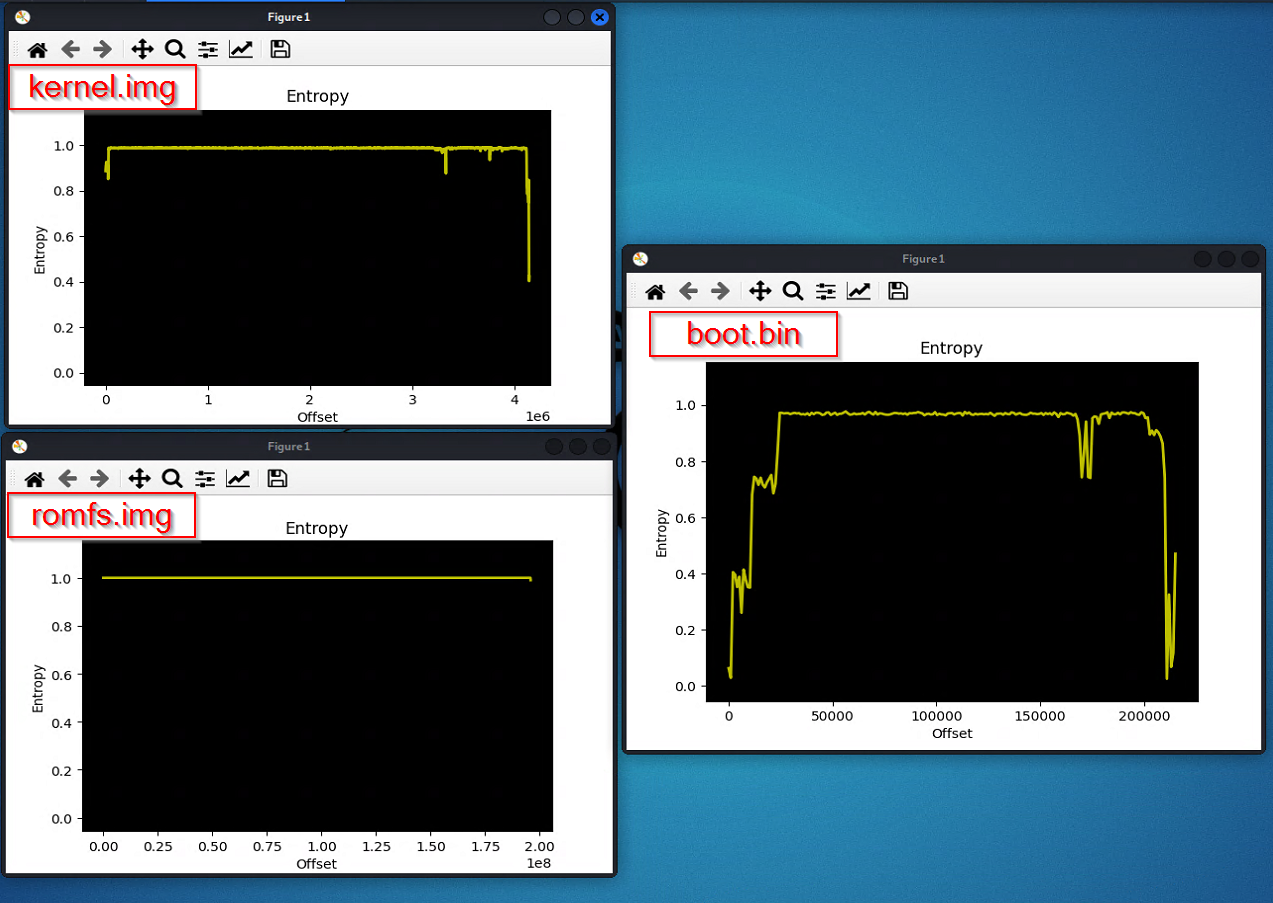 Figure1
kernel.img
Entropy
1.0
0.8
0.6
0.4
0.2
0.0
Entropy
0 1 2 3 4
1e6
Offset
Figure1
romfs.img
Entropy
1.0
0.8
0.6
0.4
0.2
0.0
Entropy
0.00 0.25 0.50 0.75 1.00 1.25 1.50 1.75 2.00
1e8
Offset
Figure1
boot.bin
Entropy
1.0
0.8
0.6
0.4
0.2
0.0
Entropy
0 50000 100000 150000 200000
Offset